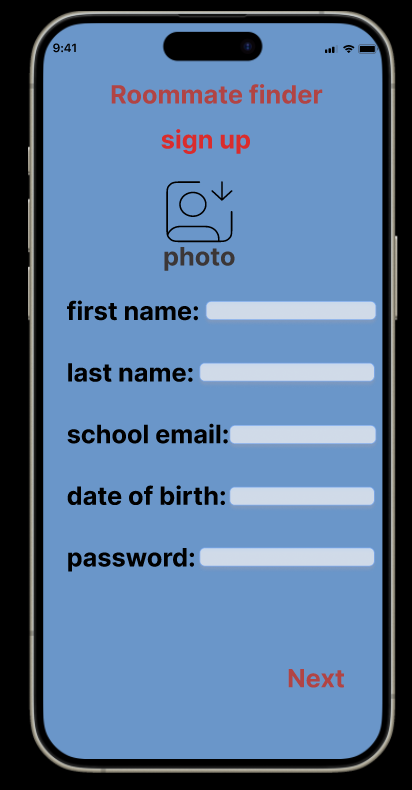 9:41
Roommate finder
sign up
photo
first name:
last name:
school email:
date of birth:
password:
Next